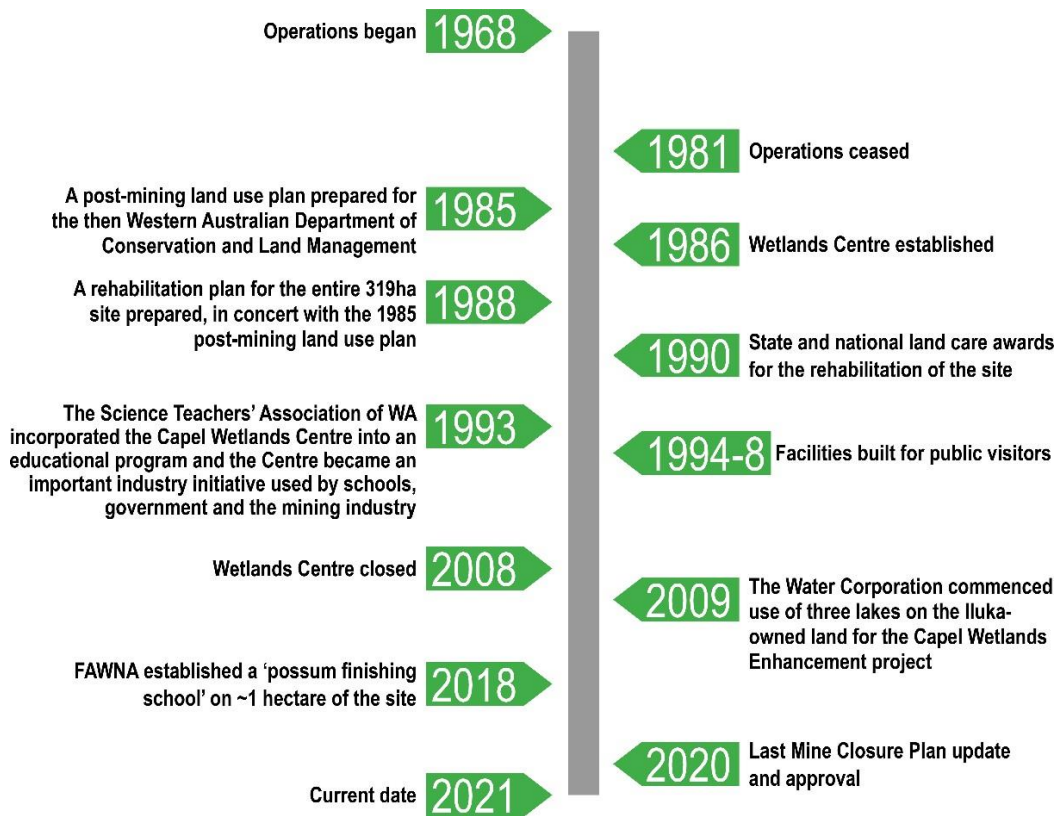 Operations began
1968
1981
Operations ceased
A post-mining land use plan prepared for
the then Western Australian Department of
Conservation and Land Management
1985
1986
Wetlands Centre established
A rehabilitation plan for the entire 319ha
site prepared, in concert with the 1985
post-mining land use plan
1988
1990
State and national land care awards
for the rehabilitation of the site
The Science Teachers' Association of WA
incorporated the Capel Wetlands Centre into an
educational program and the Centre became an
important industry initiative used by schools,
government and the mining industry
1993
1994-8
Facilities built for public visitors
Wetlands Centre closed
2008
2009
The Water Corporation commenced
use of three lakes on the Iluka-
owned land for the Capel Wetlands
Enhancement project
FAWNA established a ‘possum finishing
school’ on ~1 hectare of the site
2018
2020
Last Mine Closure Plan update
and approval
Current date
2021